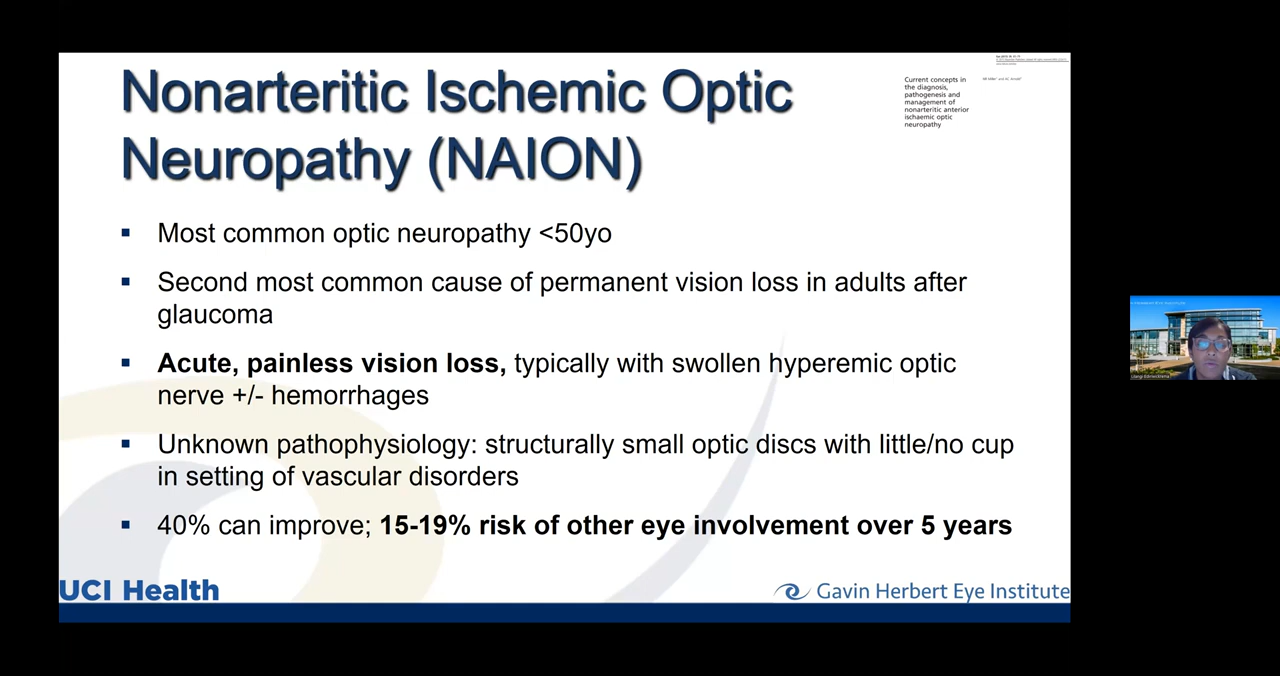 Nonarteritic Ischemic Optic
Neuropathy (NAION)
Current concepts in
the diagnosis,
pathogenesis and
management of
nonarteritic anterior
ischaemic optic
neuropathy
▪ Most common optic neuropathy <50yo
▪ Second most common cause of permanent vision loss in adults after
glaucoma
▪ Acute, painless vision loss, typically with swollen hyperemic optic
nerve +/- hemorrhages
▪ Unknown pathophysiology: structurally small optic discs with little/no cup
in setting of vascular disorders
▪ 40% can improve; 15-19% risk of other eye involvement over 5 years
UCI Health
Gavin Herbert Eye Institute